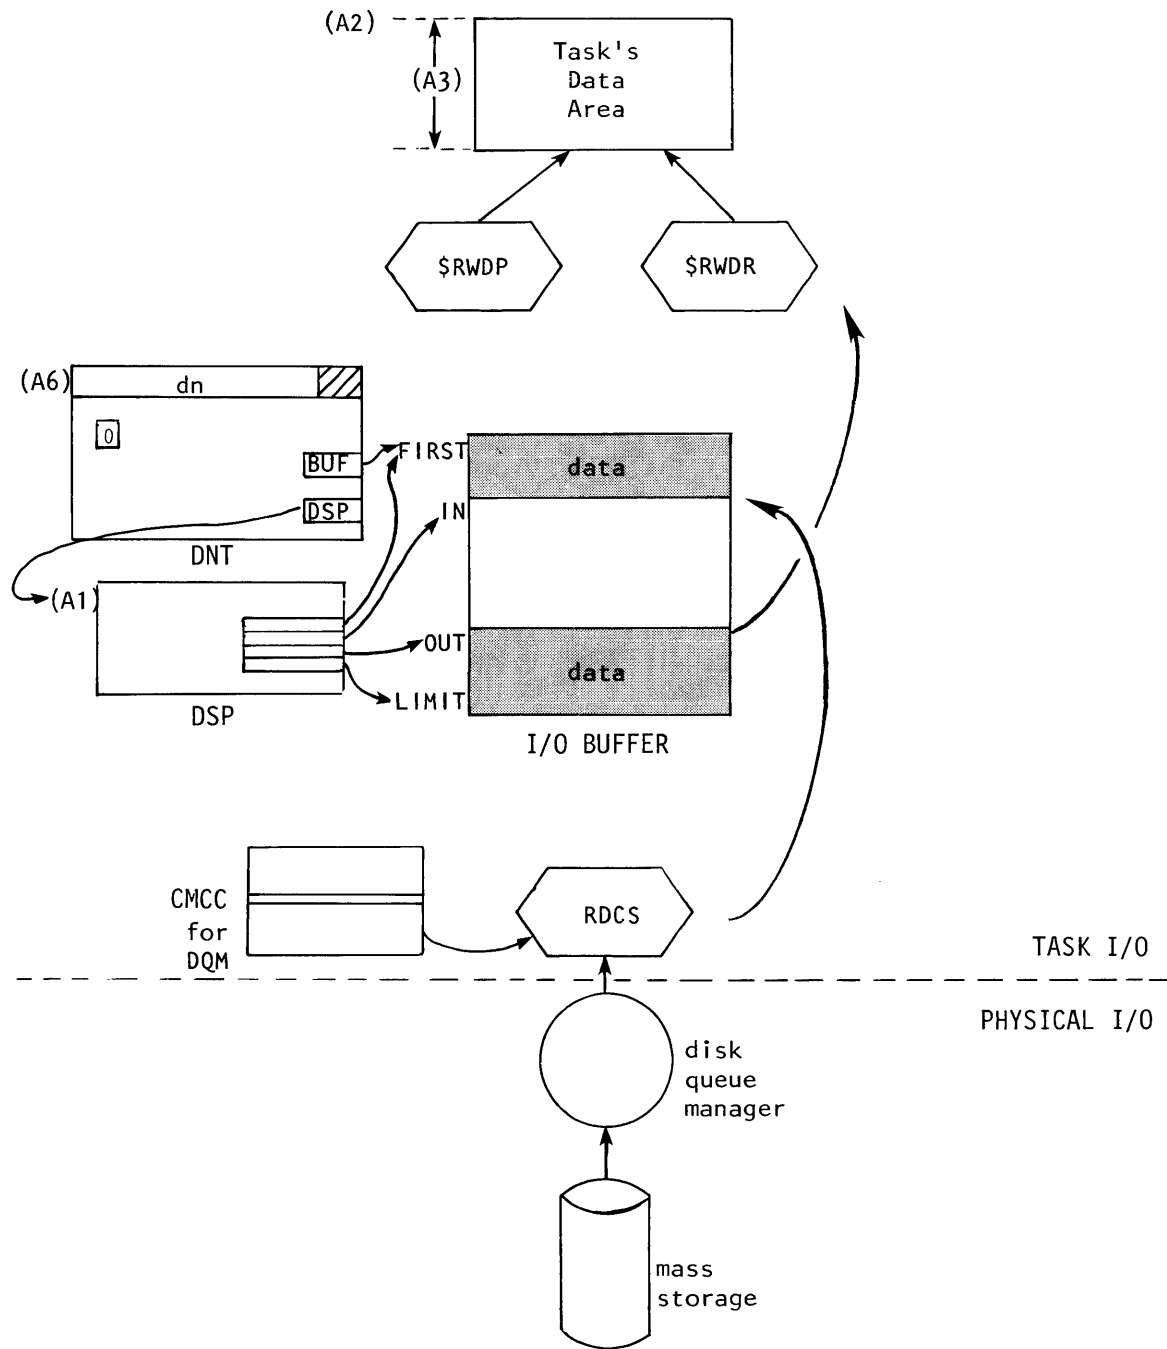 (A2)
(A3)
Task's
Data
Area
$RWDP
$RWDR
(A6)
dn
0
BUF
DSP
DNT
(A1)
DSP
FIRST
IN
OUT
LIMIT
data
data
I/O BUFFER
CMCC
for
DQM
RDCS
TASK I/O
PHYSICAL I/O
disk
queue
manager
mass
storage